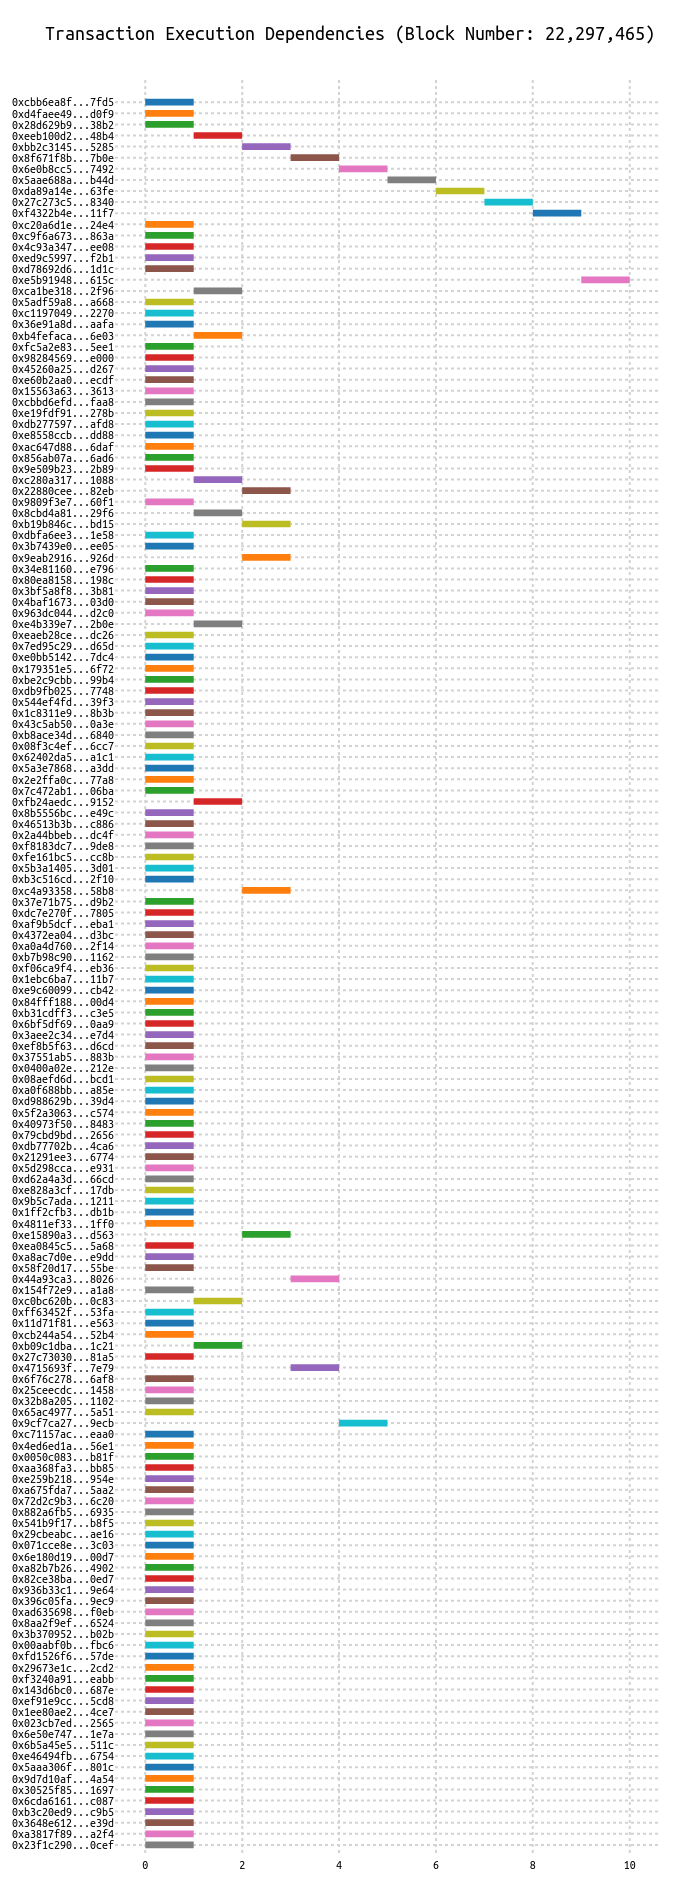 Transaction Execution Dependencies (Block Number: 22,297,465)
0xcbb6ea8f...7fd5
0xd4faee49...d0f9
0x28d629b9...38b2
0xeeb100d2...48b4
0xbb2c3145...5285
0x8f671f8b...7b0e
0x6e0b8cc5...7492
0x5aae688a...b44d
0xda89a14e...63fe
0x27c273c5...8340
0xf4322b4e...11f7
0xc20a6d1e...24e4
0xc9f6a673...863a
0x4c93a347...ee08
0xed9c5997...f2b1
0xd78692d6...1d1c
0xe5b91948...615c
0xca1be318...2f96
0x5adf59a8...a668
0xc1197049...2270
0x36e91a8d...aafa
0xb4fefaca...6e03
0xfc5a2e83...5ee1
0x98284569...e000
0x45260a25...d267
0xe60b2aa0...ecdf
0x15563a63...3613
0xcbbd6efd...faa8
0xe19fdf91...278b
0xdb277597...afd8
0xe8558ccb...dd88
0xac647d88...6daf
0x856ab07a...6ad6
0x9e509b23...2b89
0xc280a317...1088
0x22880cee...82eb
0x9809f3e7...60f1
0x8cbd4a81...29f6
0xb19b846c...bd15
0xdbfa6ee3...1e58
0x3b7439e0...ee05
0x9eab2916...926d
0x34e81160...e796
0x80ea8158...198c
0x3bf5a8f8...3b81
0x4baf1673...03d0
0x963dc044...d2c0
0xe4b339e7...2b0e
0xeaeb28ce...dc26
0x7ed95c29...d65d
0xe0bb5142...7dc4
0x179351e5...6f72
0xbe2c9cbb...99b4
0xdb9fb025...7748
0x544ef4fd...39f3
0x1c8311e9...8b3b
0x43c5ab50...0a3e
0xb8ace34d...6840
0x08f3c4ef...6cc7
0x62402da5...a1c1
0x5a3e7868...a3dd
0x2e2ffa0c...77a8
0x7c472ab1...06ba
0xfb24aedc...9152
0x8b5556bc...e49c
0x46513b3b...c886
0x2a44bbeb...dc4f
0xf8183dc7...9de8
0xfe161bc5...cc8b
0x5b3a1405...3d01
0xb3c516cd...2f10
0xc4a93358...58b8
0x37e71b75...d9b2
0xdc7e270f...7805
0xaf9b5dcf...eba1
0x4372ea04...d3bc
0xa0a4d760...2f14
0xb7b98c90...1162
0xf06ca9f4...eb36
0x1ebc6ba7...11b7
0xe9c60099...cb42
0x84fff188...00d4
0xb31cdff3...c3e5
0x6bf5df69...0aa9
0x3aee2c34...e7d4
0xef8b5f63...d6cd
0x37551ab5...883b
0x0400a02e...212e
0x08aefd6d...bcd1
0xa0f688bb...a85e
0xd988629b...39d4
0x5f2a3063...c574
0x40973f50...8483
0x79cbd9bd...2656
0xdb77702b...4ca6
0x21291ee3...6774
0x5d298cca...e931
0xd62a4a3d...66cd
0xe828a3cf...17db
0x9b5c7ada...1211
0x1ff2cfb3...db1b
0x4811ef33...1ff0
0xe15890a3...d563
0xea0845c5...5a68
0xa8ac7d0e...e9dd
0x58f20d17...55be
0x44a93ca3...8026
0x154f72e9...a1a8
0xc0bc620b...0c83
0xff63452f...53fa
0x11d71f81...e563
0xcb244a54...52b4
0xb09c1dba...1c21
0x27c73030...81a5
0x4715693f...7e79
0x6f76c278...6af8
0x25ceecdc...1458
0x32b8a205...1102
0x65ac4977...5a51
0x9cf7ca27...9ecb
0xc71157ac...eaa0
0x4ed6ed1a...56e1
0x0050c083...b81f
0xaa368fa3...bb85
0xe259b218...954e
0xa675fda7...5aa2
0x72d2c9b3...6c20
0x882a6fb5...6935
0x541b9f17...b8f5
0x29cbeabc...ae16
0x071cce8e...3c03
0x6e180d19...00d7
0xa82b7b26...4902
0x82ce38ba...0ed7
0x936b33c1...9e64
0x396c05fa...9ec9
0xad635698...f0eb
0x8aa2f9ef...6524
0x3b370952...b02b
0x00aabf0b...fbc6
0xfd1526f6...57de
0x29673e1c...2cd2
0xf3240a91...eabb
0x143d6bc0...687e
0xef91e9cc...5cd8
0x1ee80ae2...4ce7
0x023cb7ed...2565
0x6e50e747...1e7a
0x6b5a45e5...511c
0xe46494fb...6754
0x5aaa306f...801c
0x9d7d10af...4a54
0x30525f85...1697
0x6cda6161...c087
0xb3c20ed9...c9b5
0x3648e612...e39d
0xa3817f89...a2f4
0x23f1c290...0cef
0 2 4 6 8 10